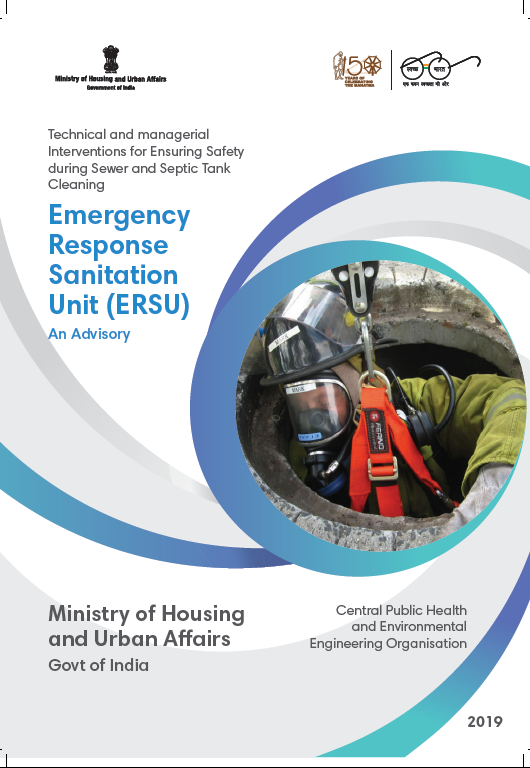 Ministry of Housing and Urban Affairs
Government of India
150
YEARS OF
CELEBRATING
THE MAHATMA
स्वच्छ भारत
एक कदम स्वच्छता की ओर
Technical and managerial
Interventions for Ensuring Safety
during Sewer and Septic Tank
Cleaning
Emergency
Response
Sanitation
Unit (ERSU)
An Advisory
FERNO
Ministry of Housing
and Urban Affairs
Govt of India
Central Public Health
and Environmental
Engineering Organisation
2019